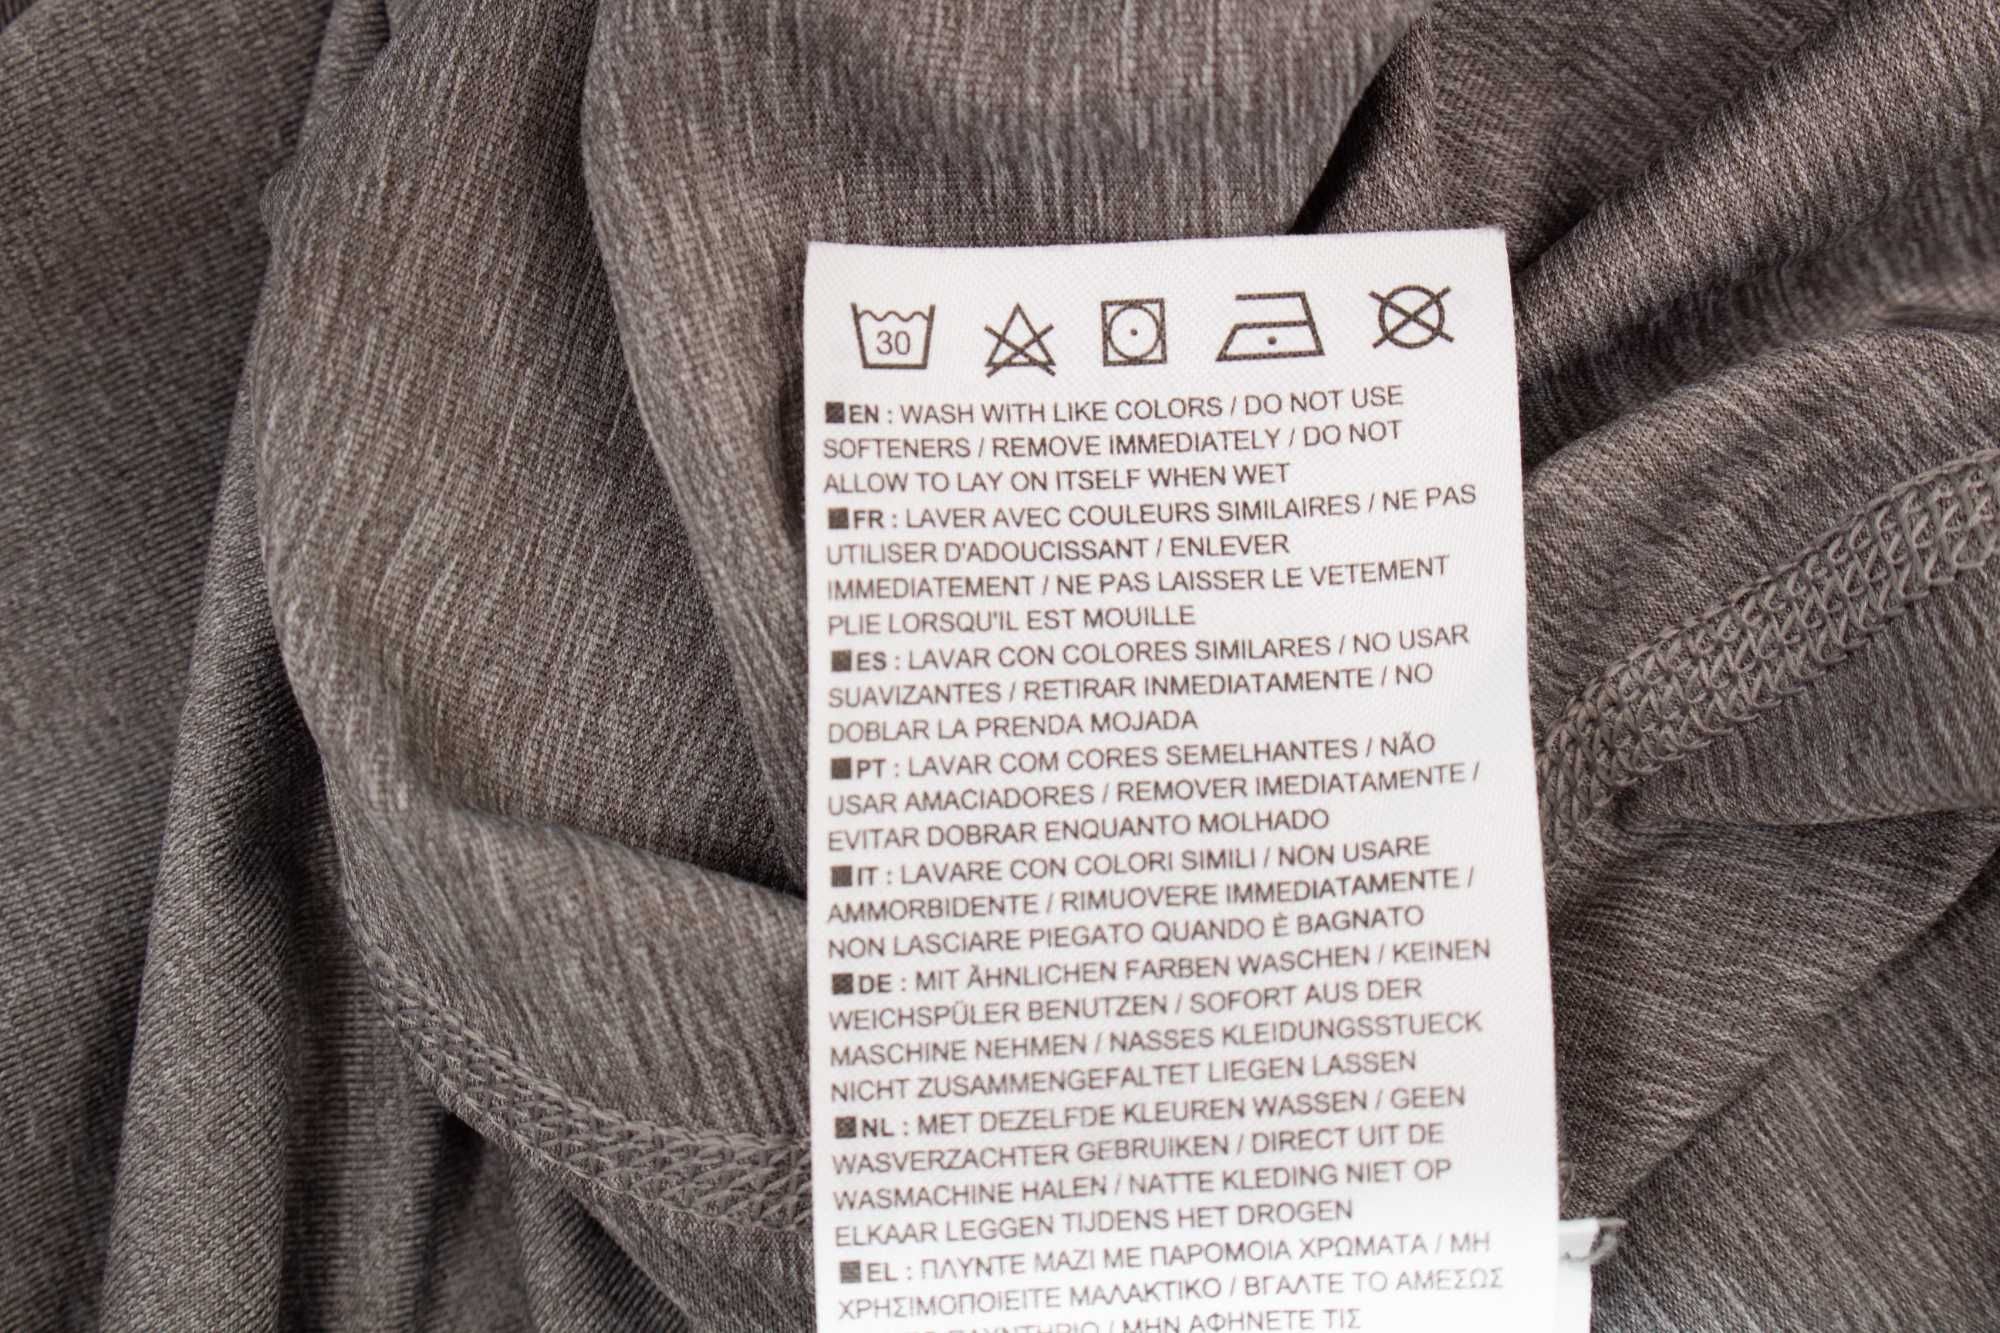 30
EN : WASH WITH LIKE COLORS / DO NOT USE
SOFTENERS / REMOVE IMMEDIATELY / DO NOT
ALLOW TO LAY ON ITSELF WHEN WET
FR : LAVER AVEC COULEURS SIMILAIRES / NE PAS
UTILISER D'ADOUCISSANT / ENLEVER
IMMEDIATEMENT / NE PAS LAISSER LE VETEMENT
PLIE LORSQU'IL EST MOUILLE
ES : LAVAR CON COLORES SIMILARES / NO USAR
SUAVIZANTES / RETIRAR INMEDIATAMENTE / NO
DOBLAR LA PRENDA MOJADA
PT : LAVAR COM CORES SEMELHANTES / NÃO
USAR AMACIADORES / REMOVER IMEDIATAMENTE /
EVITAR DOBRAR ENQUANTO MOLHADO
IT : LAVARE CON COLORI SIMILI / NON USARE
AMMORBIDENTE / RIMUOVERE IMMEDIATAMENTE /
NON LASCIARE PIEGATO QUANDO È BAGNATO
DE : MIT ÄHNLICHEN FARBEN WASCHEN / KEINEN
WEICHSPÜLER BENUTZEN / SOFORT AUS DER
MASCHINE NEHMEN / NASSES KLEIDUNGSSTUECK
NICHT ZUSAMMENGEFALTET LIEGEN LASSEN
NL : MET DEZELFDE KLEUREN WASSEN / GEEN
WASVERZACHTER GEBRUIKEN / DIRECT UIT DE
WASMACHINE HALEN / NATTE KLEDING NIET OP
ELKAAR LEGGEN TIJDENS HET DROGEN
EL : ΠΛΥΝΤΕ ΜΑΖΙ ΜΕ ΠΑΡΟΜΟΙΑ ΧΡΩΜΑΤΑ / ΜΗ
ΧΡΗΣΙΜΟΠΟΙΕΙΤΕ ΜΑΛΑΚΤΙΚΟ / ΒΓΑΛΤΕ ΤΟ ΑΜΕΣΩΣ
ΠΛΥΝΤΗΡΙΟ / ΜΗΝ ΑΦΗΝΕΤΕ ΤΙΣ